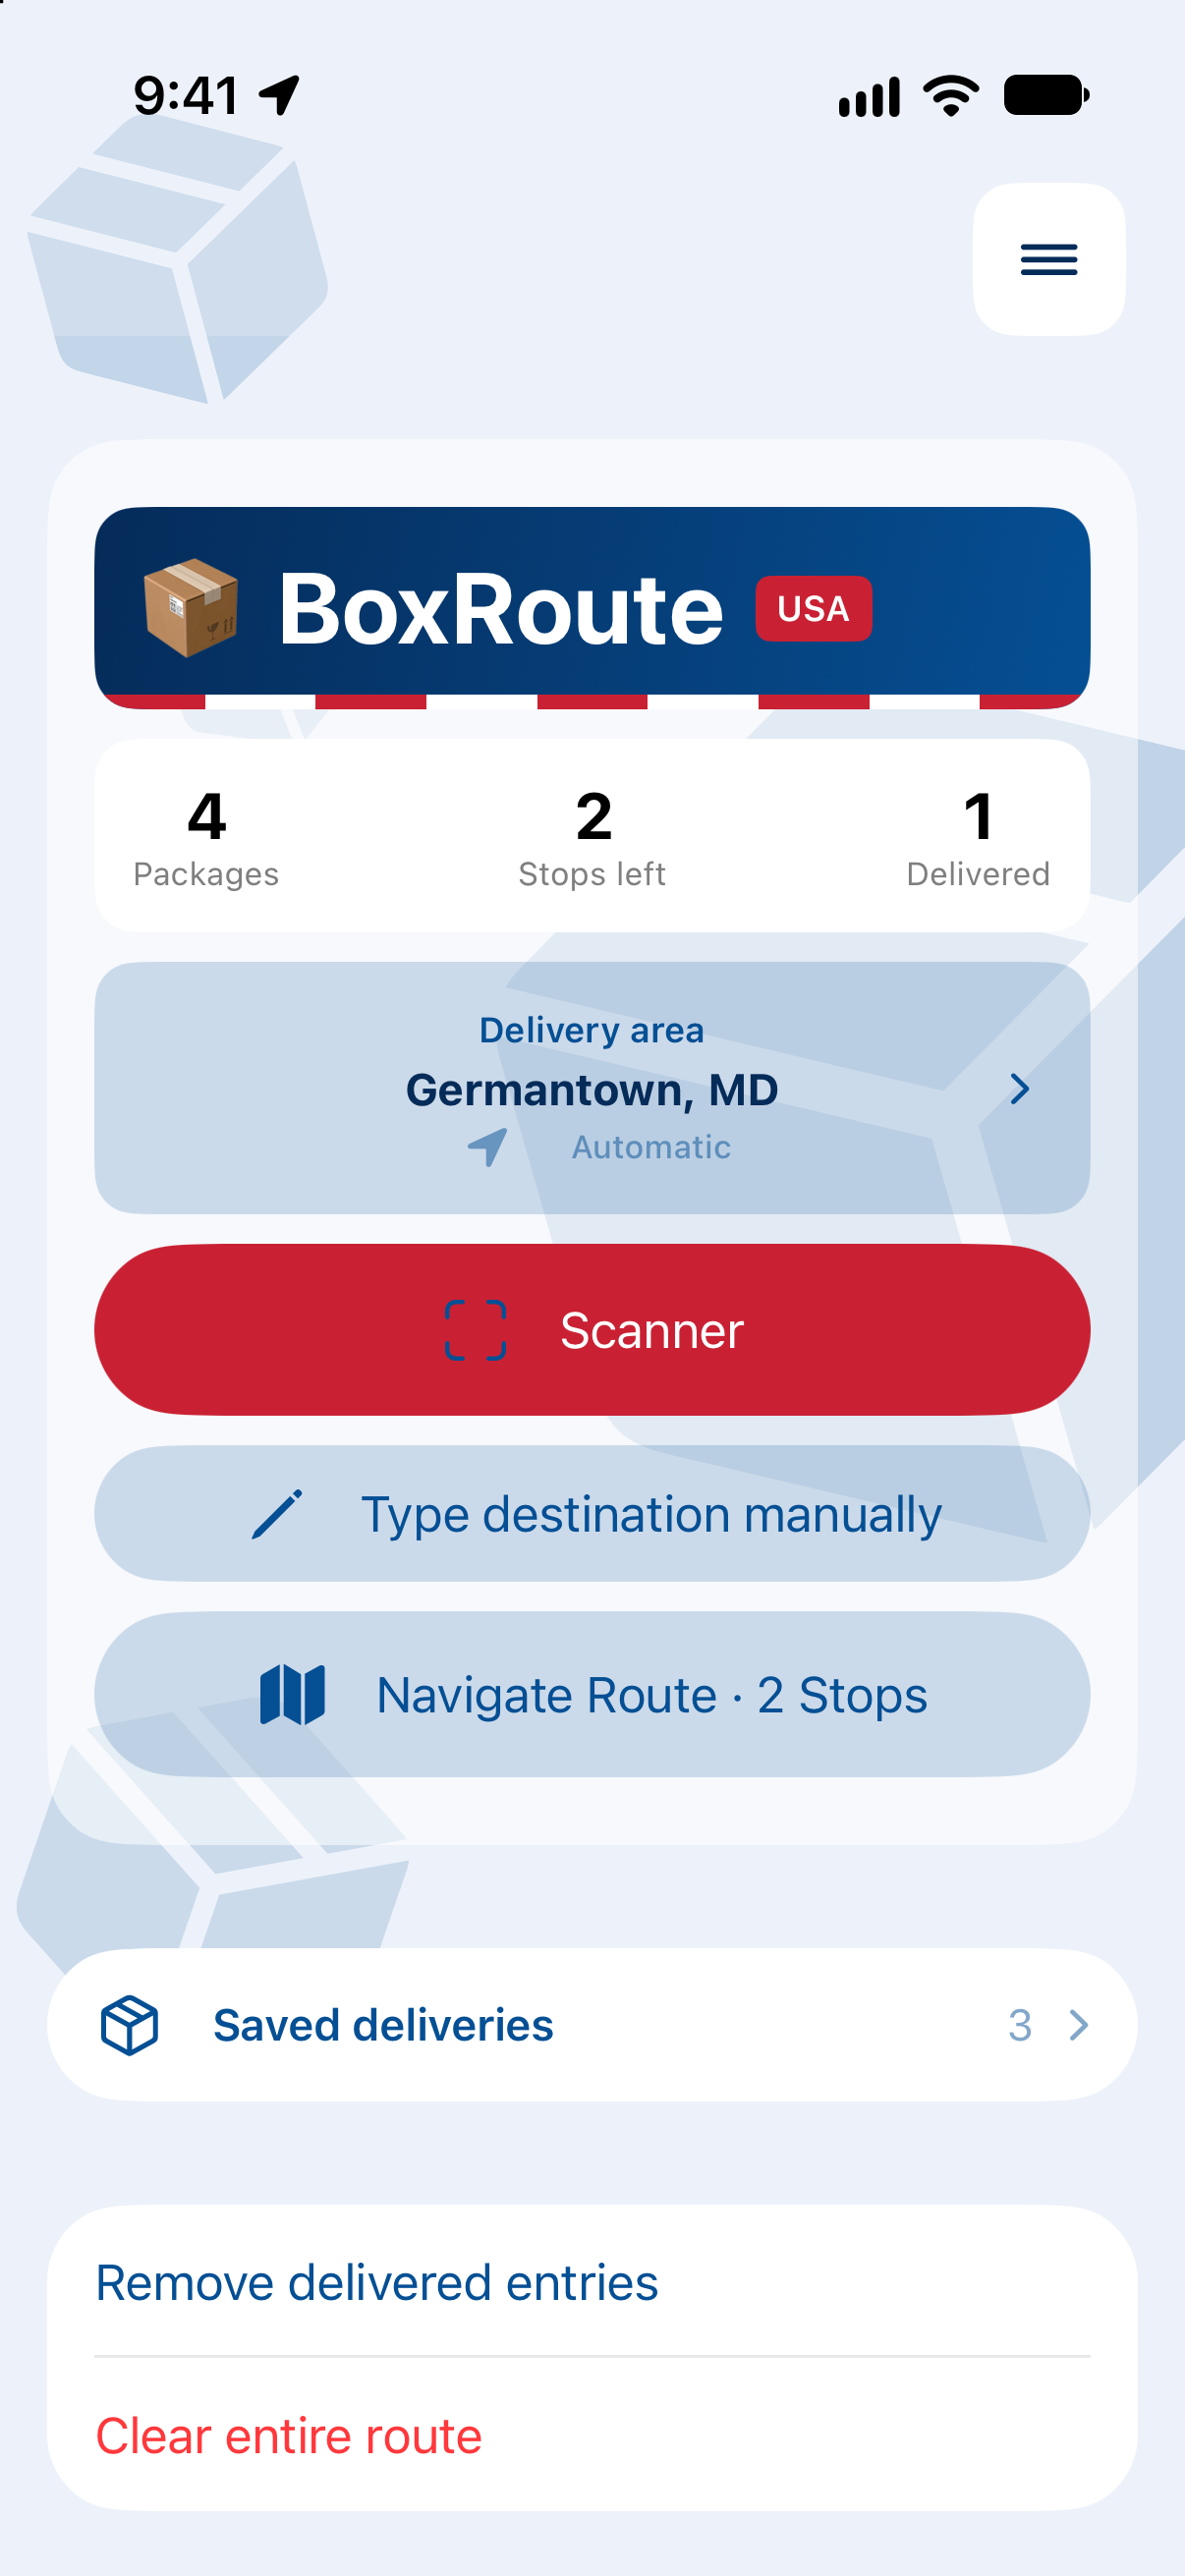 9:41
BoxRoute USA
4 2 1
Packages Stops left Delivered
Delivery area
Germantown, MD
Automatic
Scanner
Type destination manually
Navigate Route · 2 Stops
Saved deliveries 3
Remove delivered entries
Clear entire route